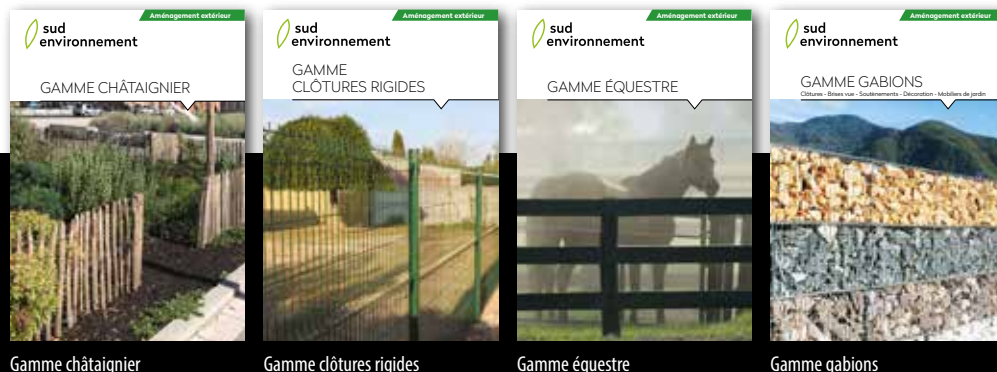 Aménagement extérieur
sud
environnement
GAMME CHÂTAIGNIER
Gamme châtaignier
Aménagement extérieur
sud
environnement
GAMME
CLÔTURES RIGIDES
Gamme clôtures rigides
Aménagement extérieur
sud
environnement
GAMME ÉQUESTRE
Gamme équestre
Aménagement extérieur
sud
environnement
GAMME GABIONS
Clôtures - Brises vue - Soutènements - Décoration - Mobiliers de jardin
Gamme gabions